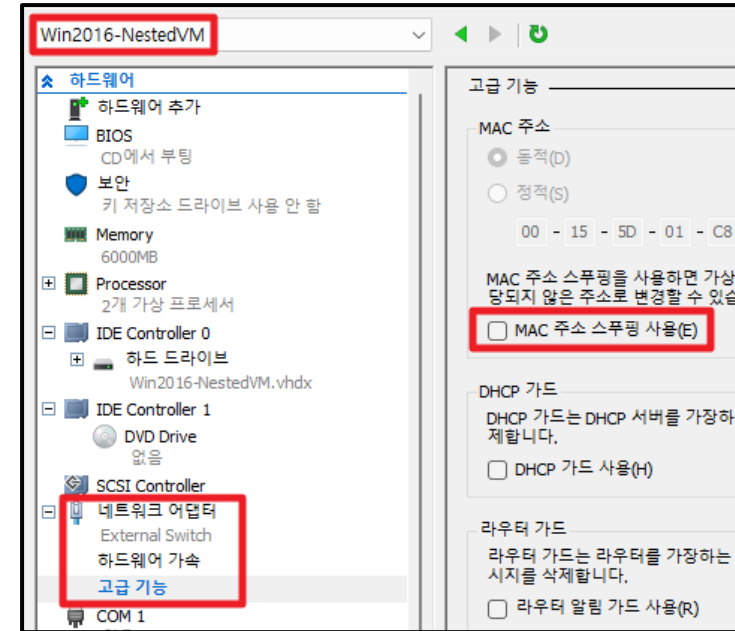 Win2016-NestedVM
하드웨어
하드웨어 추가
BIOS
CD에서 부팅
보안
키 저장소 드라이브 사용 안 함
Memory
6000MB
Processor
2개 가상 프로세서
IDE Controller 0
하드 드라이브
Win2016-NestedVM.vhdx
IDE Controller 1
DVD Drive
없음
SCSI Controller
네트워크 어댑터
External Switch
하드웨어 가속
고급 기능
COM 1
고급 기능
MAC 주소
동적(D)
정적(S)
00 - 15 - 5D - 01 - C8
MAC 주소 스푸핑을 사용하면 가상
당되지 않은 주소로 변경할 수 있습
MAC 주소 스푸핑 사용(E)
DHCP 가드
DHCP 가드는 DHCP 서버를 가장하
제합니다.
DHCP 가드 사용(H)
라우터 가드
라우터 가드는 라우터를 가장하는
시지를 삭제합니다.
라우터 알림 가드 사용(R)